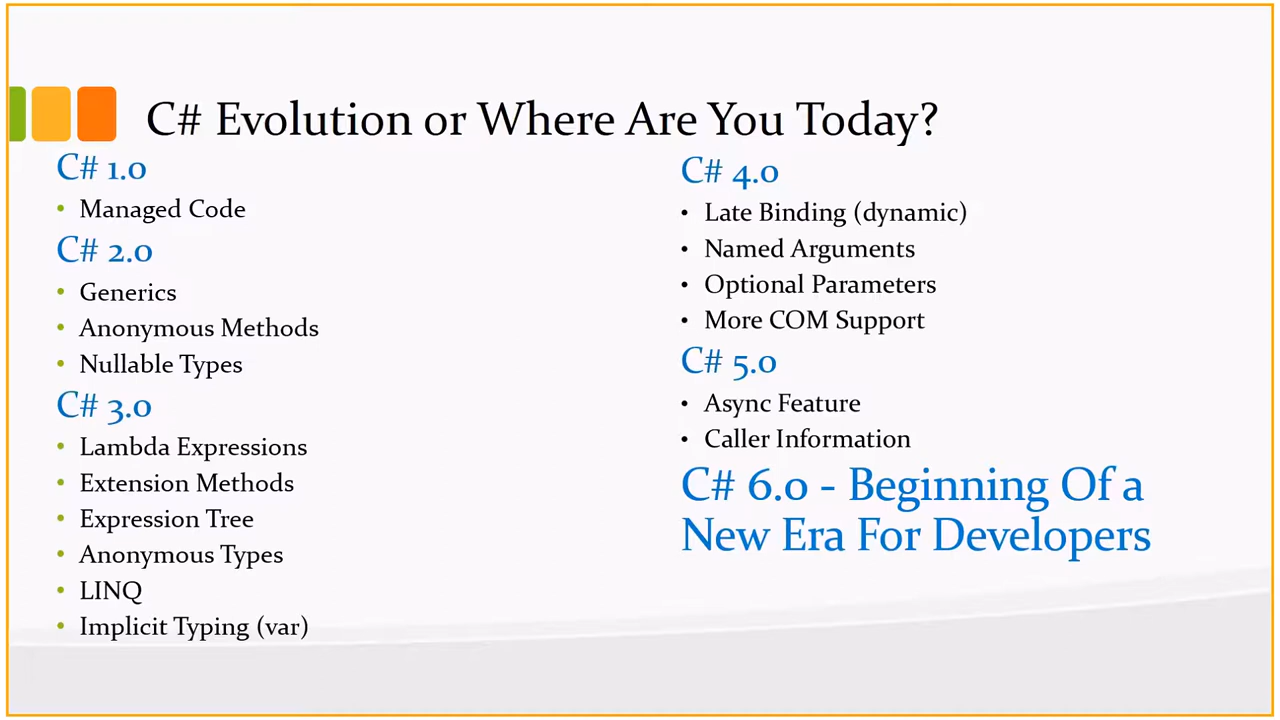 C# Evolution or Where Are You Today?
C# 1.0
• Managed Code
C# 2.0
• Generics
• Anonymous Methods
• Nullable Types
C# 3.0
• Lambda Expressions
• Extension Methods
• Expression Tree
• Anonymous Types
• LINQ
• Implicit Typing (var)
C# 4.0
• Late Binding (dynamic)
• Named Arguments
• Optional Parameters
• More COM Support
C# 5.0
• Async Feature
• Caller Information
C# 6.0 - Beginning Of a
New Era For Developers